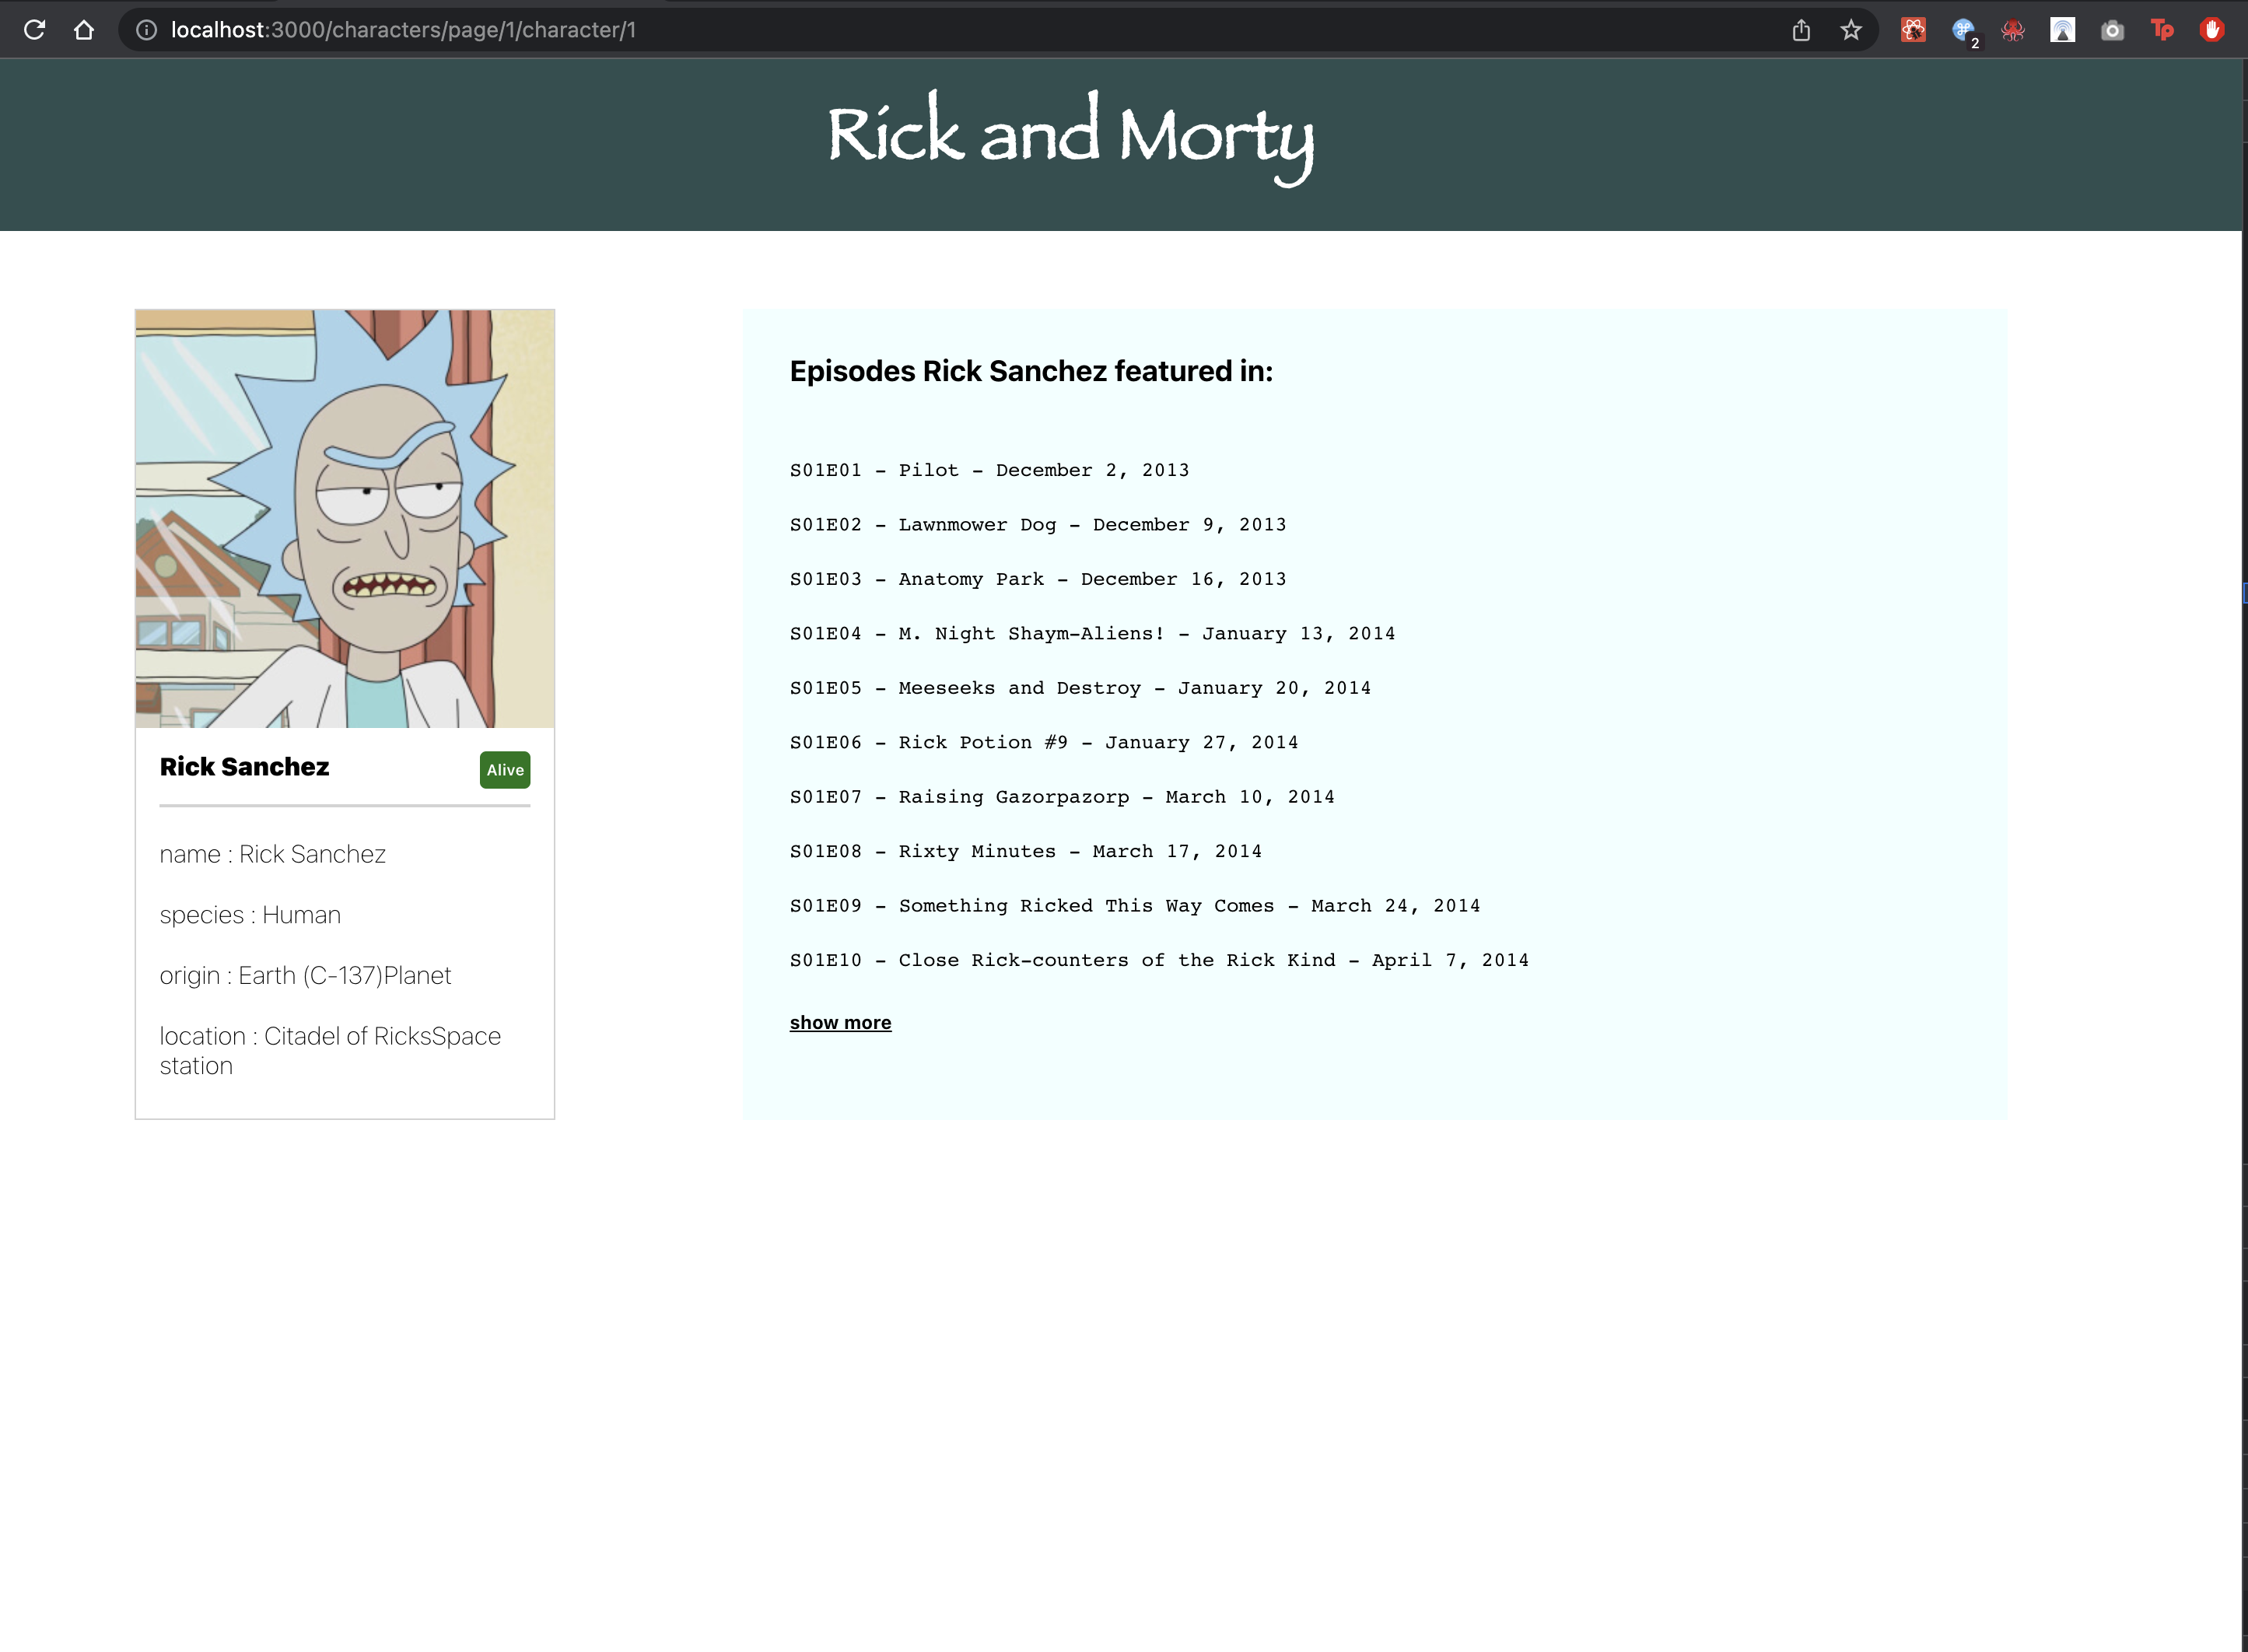 localhost:3000/characters/page/1/character/1
2
Tp
Rick and Morty
Rick Sanchez
Alive
name : Rick Sanchez
species : Human
origin : Earth (C-137)Planet
location : Citadel of RicksSpace
station
Episodes Rick Sanchez featured in:
S01E01 - Pilot - December 2, 2013
S01E02 - Lawnmower Dog - December 9, 2013
S01E03 - Anatomy Park - December 16, 2013
S01E04 - M. Night Shaym-Aliens! - January 13, 2014
S01E05 - Meeseeks and Destroy - January 20, 2014
S01E06 - Rick Potion #9 - January 27, 2014
S01E07 - Raising Gazorpazorp - March 10, 2014
S01E08 - Rixty Minutes - March 17, 2014
S01E09 - Something Ricked This Way Comes - March 24, 2014
S01E10 - Close Rick-counters of the Rick Kind - April 7, 2014
show more